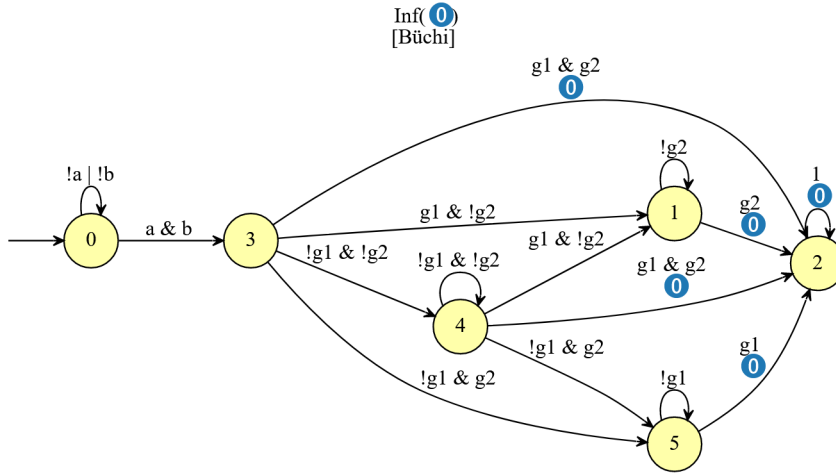 Inf( 0 )
[Büchi]
g1 & g2
0
!a | !b
!g2
1
0
0
a & b
3
g1 & !g2
1
g2
0
2
!g1 & !g2
!g1 & !g2
g1 & !g2
g1 & g2
0
4
!g1 & g2
!g1 & g2
!g1
g1
0
5